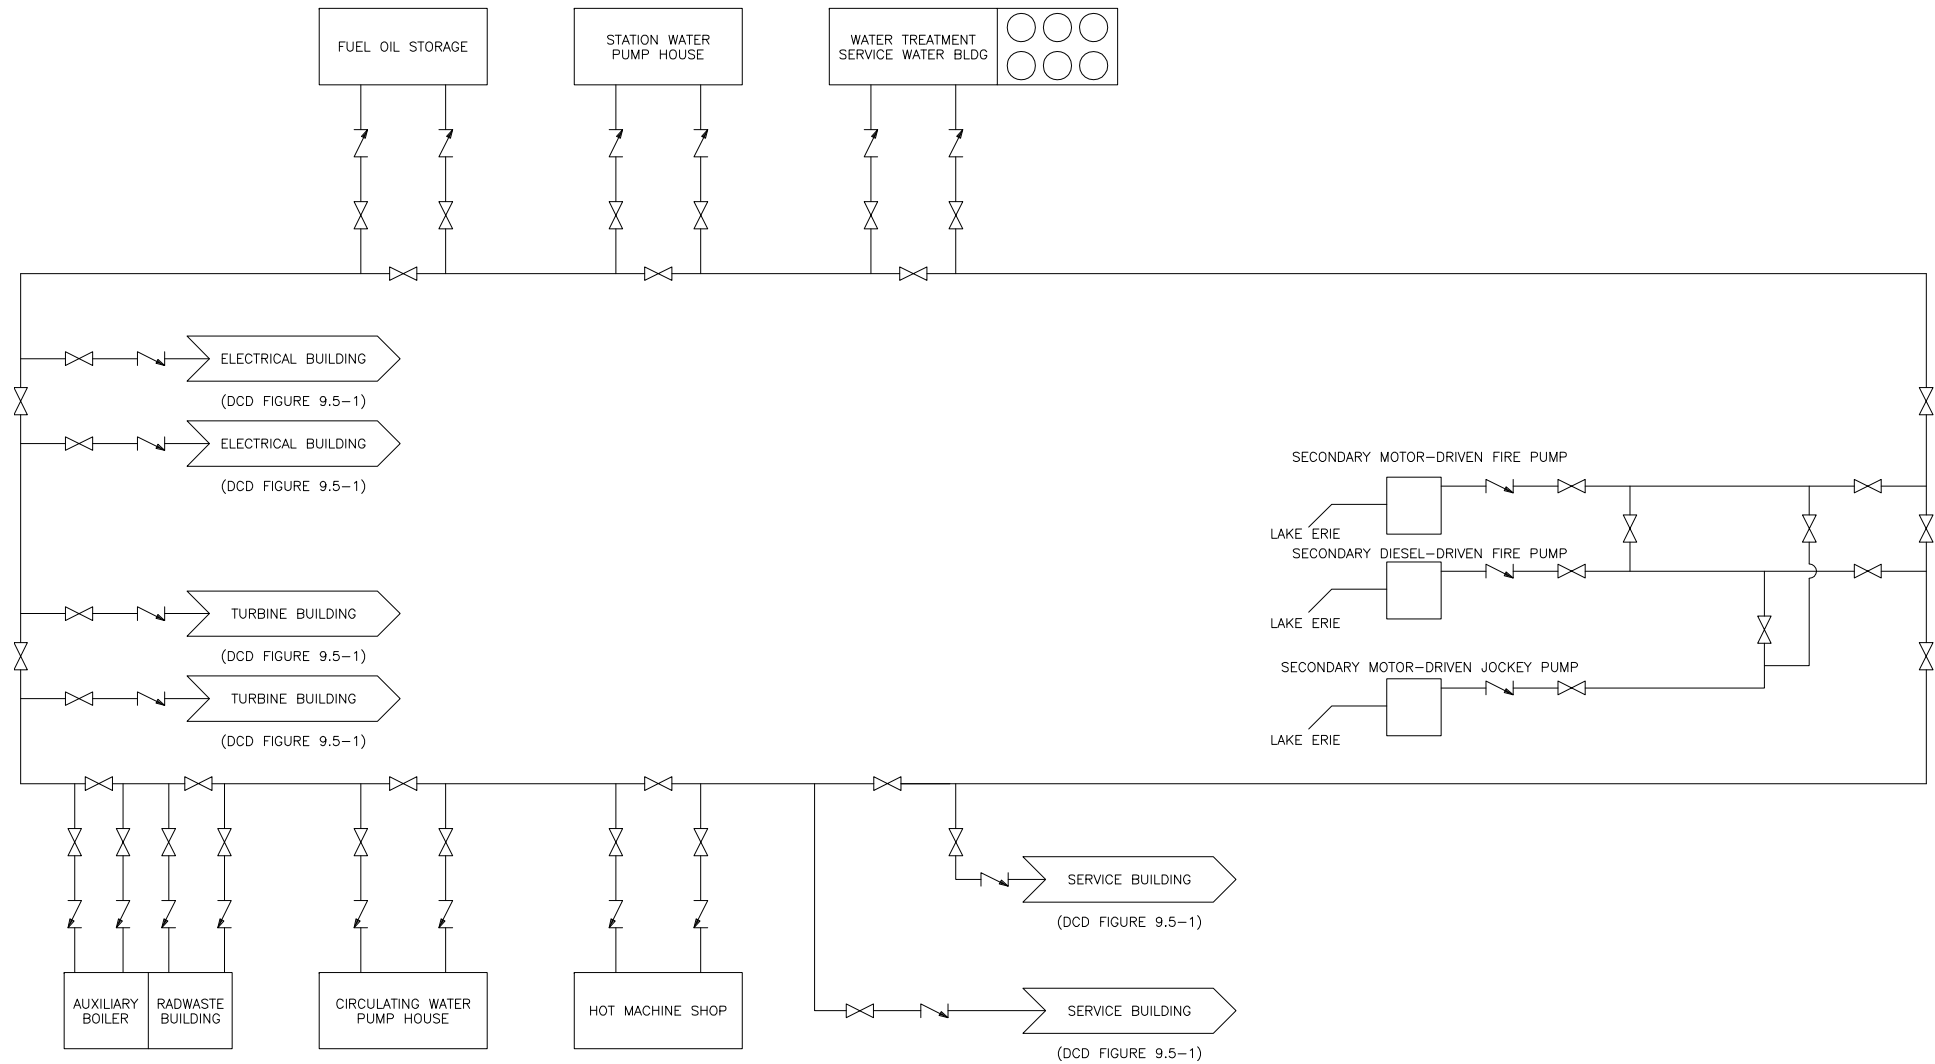 FUEL OIL STORAGE
STATION WATER
PUMP HOUSE
WATER TREATMENT
SERVICE WATER BLDG
ELECTRICAL BUILDING
(DCD FIGURE 9.5-1)
ELECTRICAL BUILDING
(DCD FIGURE 9.5-1)
TURBINE BUILDING
(DCD FIGURE 9.5-1)
TURBINE BUILDING
(DCD FIGURE 9.5-1)
SECONDARY MOTOR-DRIVEN FIRE PUMP
LAKE ERIE
SECONDARY DIESEL-DRIVEN FIRE PUMP
LAKE ERIE
SECONDARY MOTOR-DRIVEN JOCKEY PUMP
LAKE ERIE
AUXILIARY
BOILER
RADWASTE
BUILDING
CIRCULATING WATER
PUMP HOUSE
HOT MACHINE SHOP
SERVICE BUILDING
(DCD FIGURE 9.5-1)
SERVICE BUILDING
(DCD FIGURE 9.5-1)